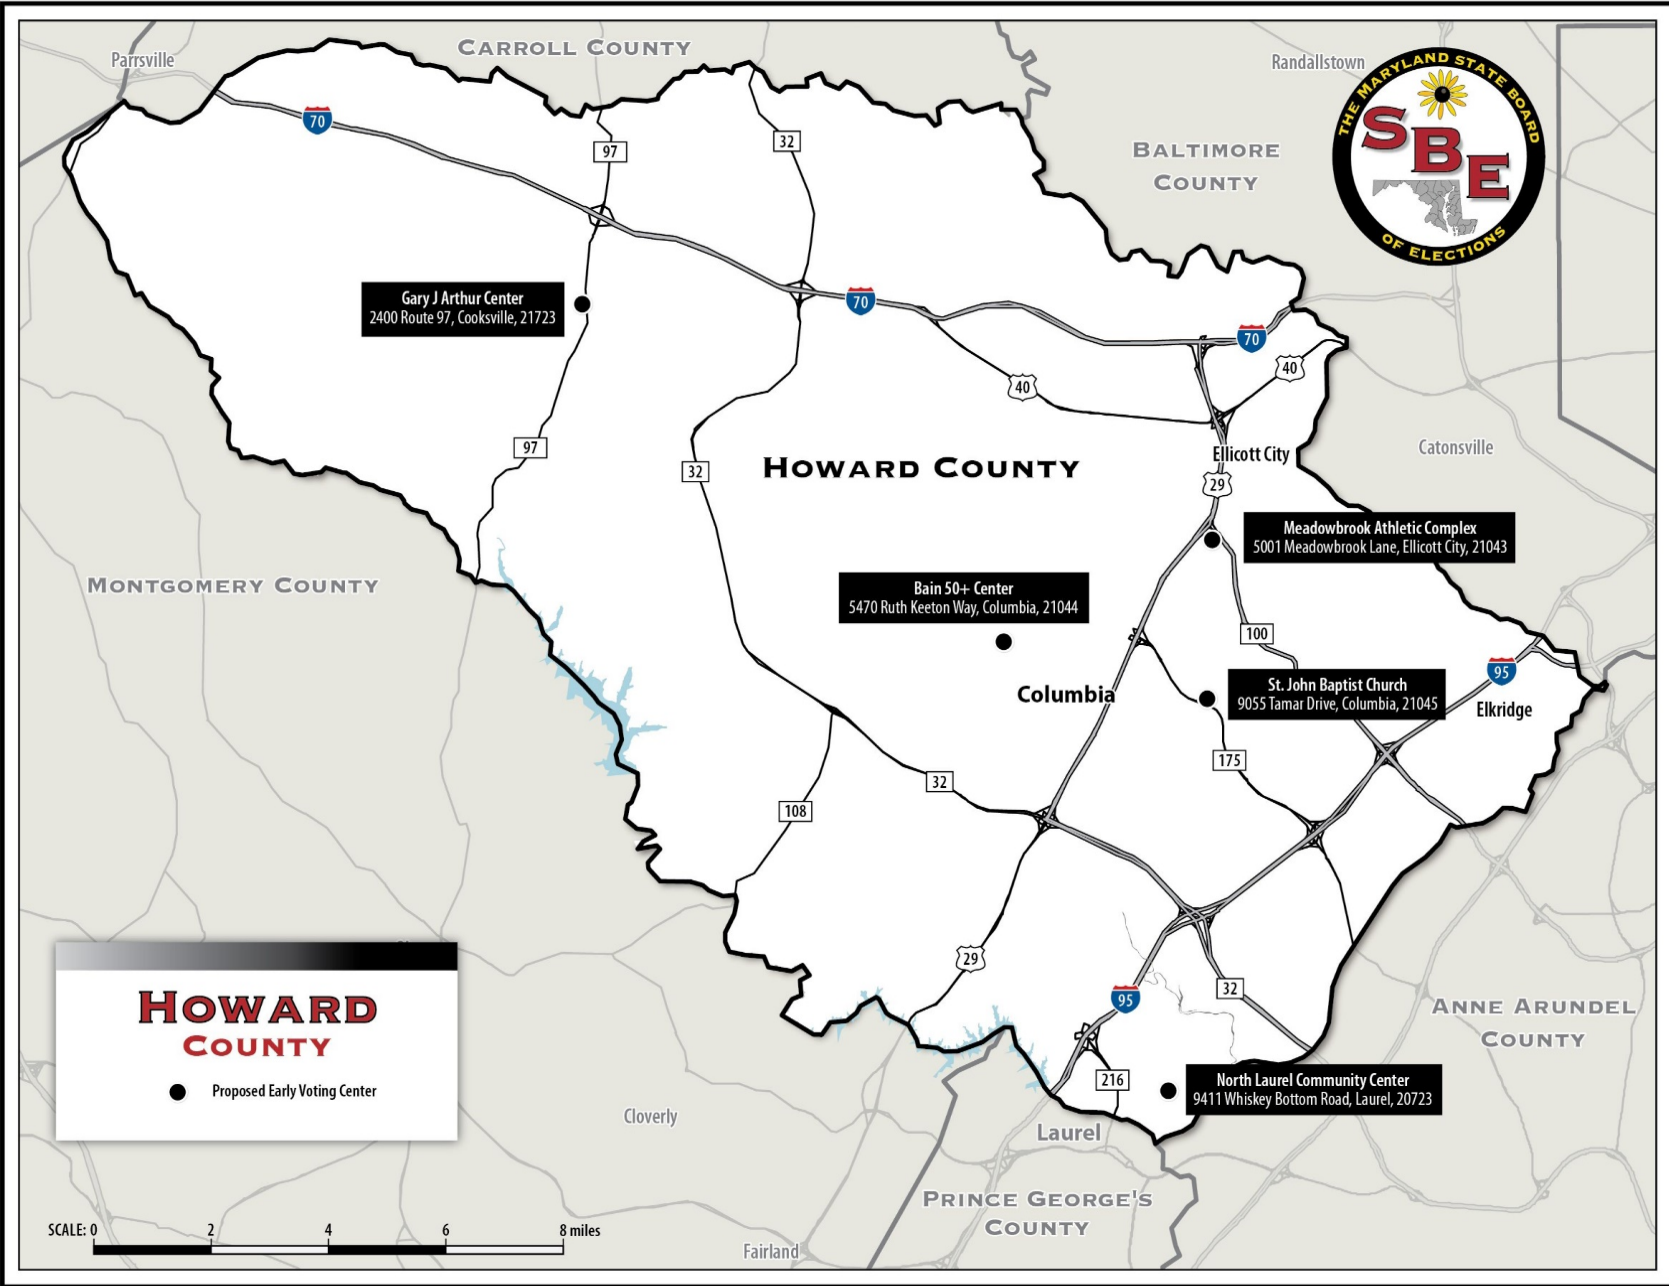 CARROLL COUNTY
Parrsville
Randallstown
THE MARYLAND STATE BOARD
OF ELECTIONS
SBE
BALTIMORE
COUNTY
70
97
32
Gary J Arthur Center
2400 Route 97, Cooksville, 21723
70
70
40
40
97
32
HOWARD COUNTY
Ellicott City
Catonsville
29
Meadowbrook Athletic Complex
5001 Meadowbrook Lane, Ellicott City, 21043
MONTGOMERY COUNTY
Bain 50+ Center
5470 Ruth Keeton Way, Columbia, 21044
100
95
Columbia
St. John Baptist Church
9055 Tamar Drive, Columbia, 21045
Elkridge
175
32
108
29
95
32
ANNE ARUNDEL
COUNTY
HOWARD
COUNTY
Proposed Early Voting Center
216
North Laurel Community Center
9411 Whiskey Bottom Road, Laurel, 20723
Cloverly
Laurel
PRINCE GEORGE'S
COUNTY
Fairland
SCALE: 0 2 4 6 8 miles